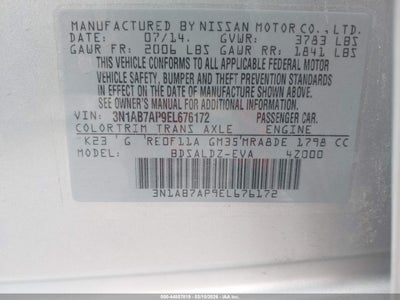 MANUFACTURED BY NISSAN MOTOR CO., LTD.
DATE: 07/14. GVWR: 3783 LBS
GAWR FR: 2006 LBS GAWR RR: 1841 LBS
THIS VEHICLE CONFORMS TO ALL APPLICABLE FEDERAL MOTOR
VEHICLE SAFETY, BUMPER AND THEFT PREVENTION STANDARDS
IN EFFECT ON THE DATE OF MANUFACTURE SHOWN ABOVE.
SEE OWNER'S MANUAL FOR ADDITIONAL INFORMATION.
VIN: 3N1AB7AP9EL676172 PASSENGER CAR.
COLOR TRIM TRANS AXLE ENGINE
K23 G RE0F11A GM35 MRA8DE 1798 CC
MODEL: BDSALDZ-EVA 4Z000
3N1AB7AP9EL676172